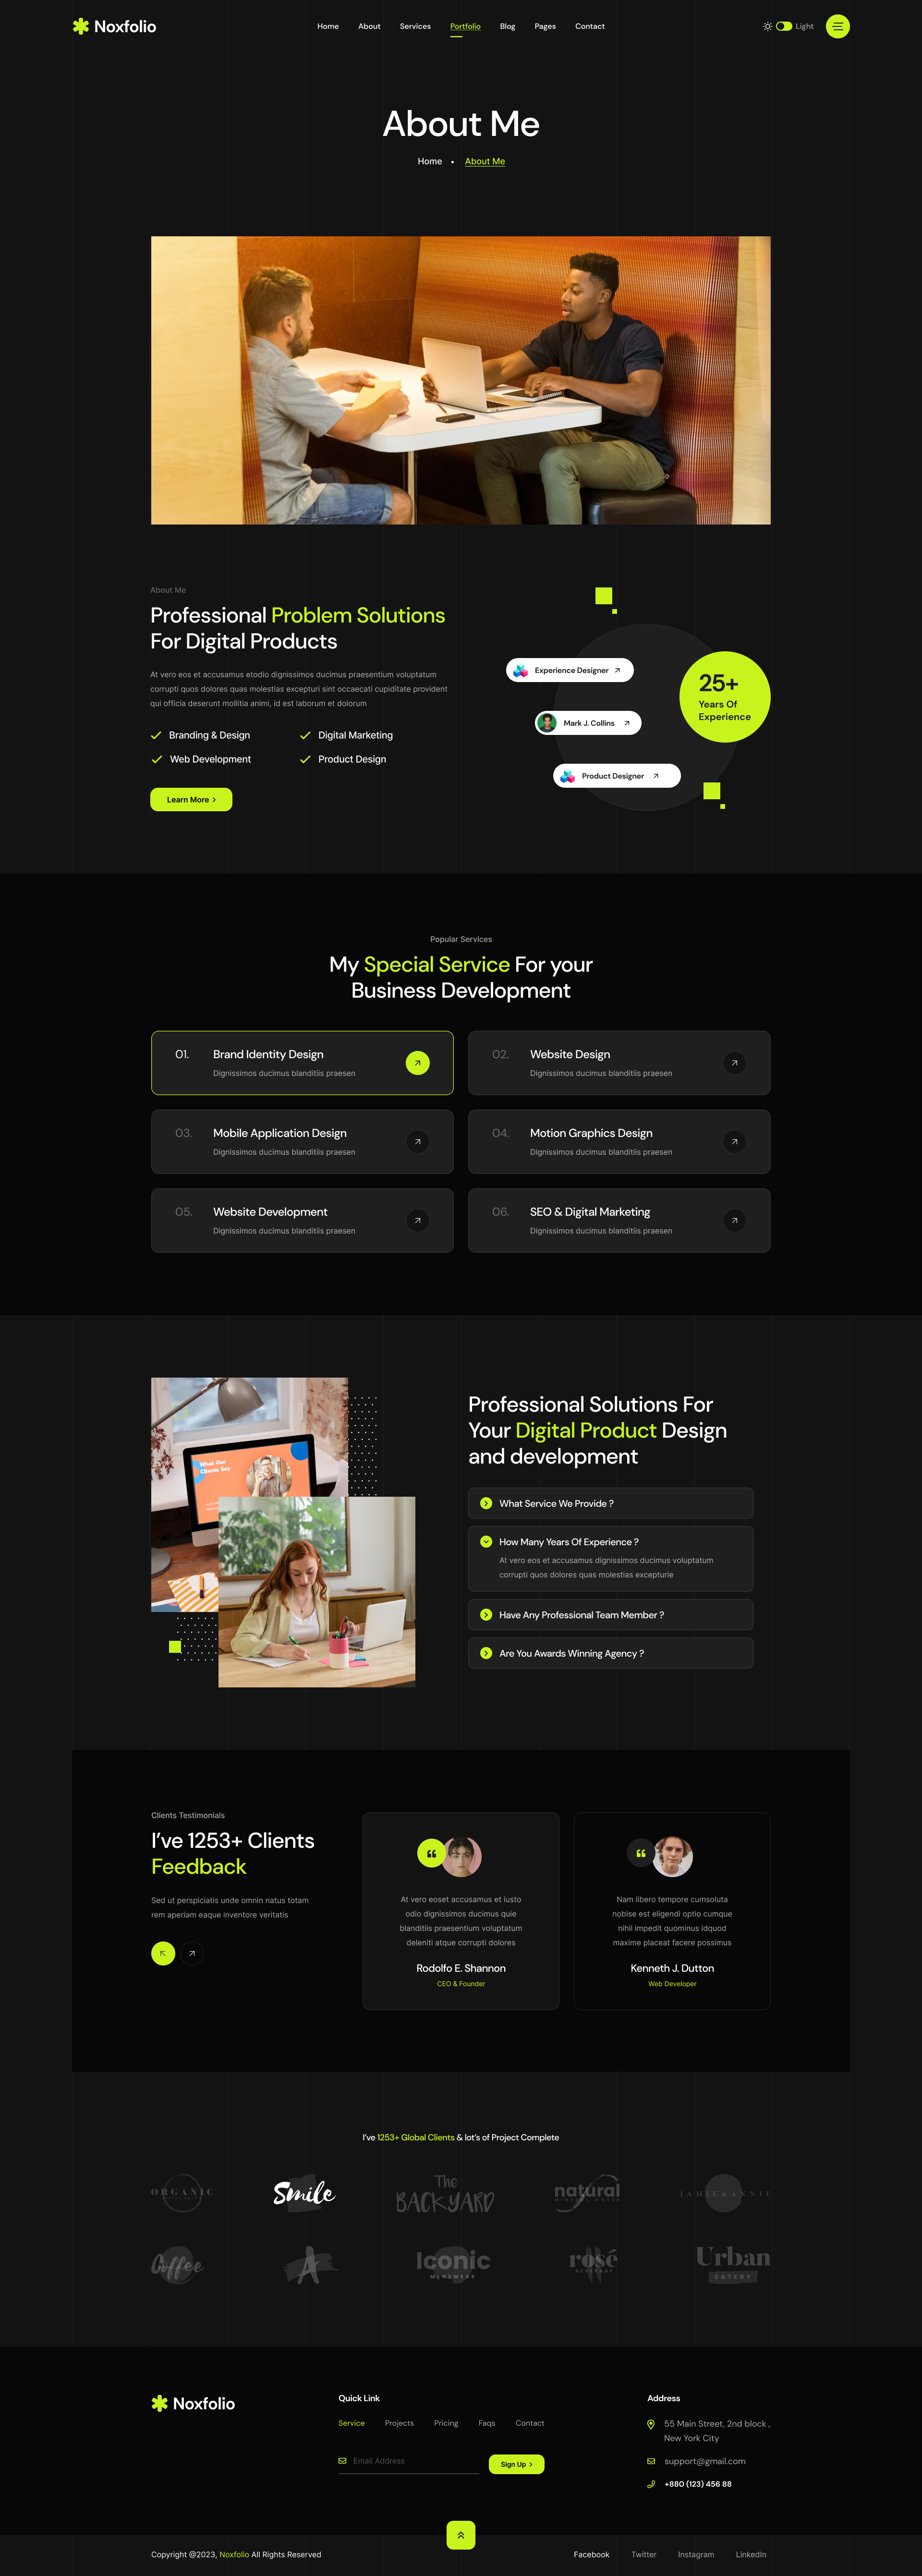 Noxfolio
Home About Services Portfolio Blog Pages Contact
Light
About Me
Home • About Me
About Me
Professional Problem Solutions
For Digital Products
At vero eos et accusamus etodio dignissimos ducimus praesentium voluptatum
corrupti quos dolores quas molestias excepturi sint occaecati cupiditate provident
qui officia deserunt mollitia animi, id est laborum et dolorum
Branding & Design
Digital Marketing
Web Development
Product Design
Learn More
Experience Designer
Mark J. Collins
Product Designer
25+
Years Of
Experience
Popular Services
My Special Service For your
Business Development
01. Brand Identity Design
Dignissimos ducimus blanditiis praesen
02. Website Design
Dignissimos ducimus blanditiis praesen
03. Mobile Application Design
Dignissimos ducimus blanditiis praesen
04. Motion Graphics Design
Dignissimos ducimus blanditiis praesen
05. Website Development
Dignissimos ducimus blanditiis praesen
06. SEO & Digital Marketing
Dignissimos ducimus blanditiis praesen
What Our
Clients Say
Professional Solutions For
Your Digital Product Design
and development
What Service We Provide ?
How Many Years Of Experience ?
At vero eos et accusamus dignissimos ducimus voluptatum
corrupti quos dolores quas molestias excepturie
Have Any Professional Team Member ?
Are You Awards Winning Agency ?
Clients Testimonials
I've 1253+ Clients
Feedback
Sed ut perspiciatis unde omnin natus totam
rem aperiam eaque inventore veritatis
At vero eoset accusamus et iusto
odio dignissimos ducimus quie
blanditiis praesentium voluptatum
deleniti atque corrupti dolores
Rodolfo E. Shannon
CEO & Founder
Nam libero tempore cumsoluta
nobise est eligendi optio cumque
nihil impedit quominus idquod
maxime placeat facere possimus
Kenneth J. Dutton
Web Developer
I've 1253+ Global Clients & lot's of Project Complete
ORGANIC
Smile
The
BACKYARD
natural
MINERAL WATER
JAMIE & ANNIE
Coffee
A
Iconic
MENSWEAR
rosé
Urban
EATERY
Noxfolio
Quick Link
Service Projects Pricing Faqs Contact
Email Address
Sign Up
Address
55 Main Street, 2nd block ,
New York City
support@gmail.com
+880 (123) 456 88
Copyright @2023, Noxfolio All Rights Reserved
Facebook Twitter Instagram LinkedIn